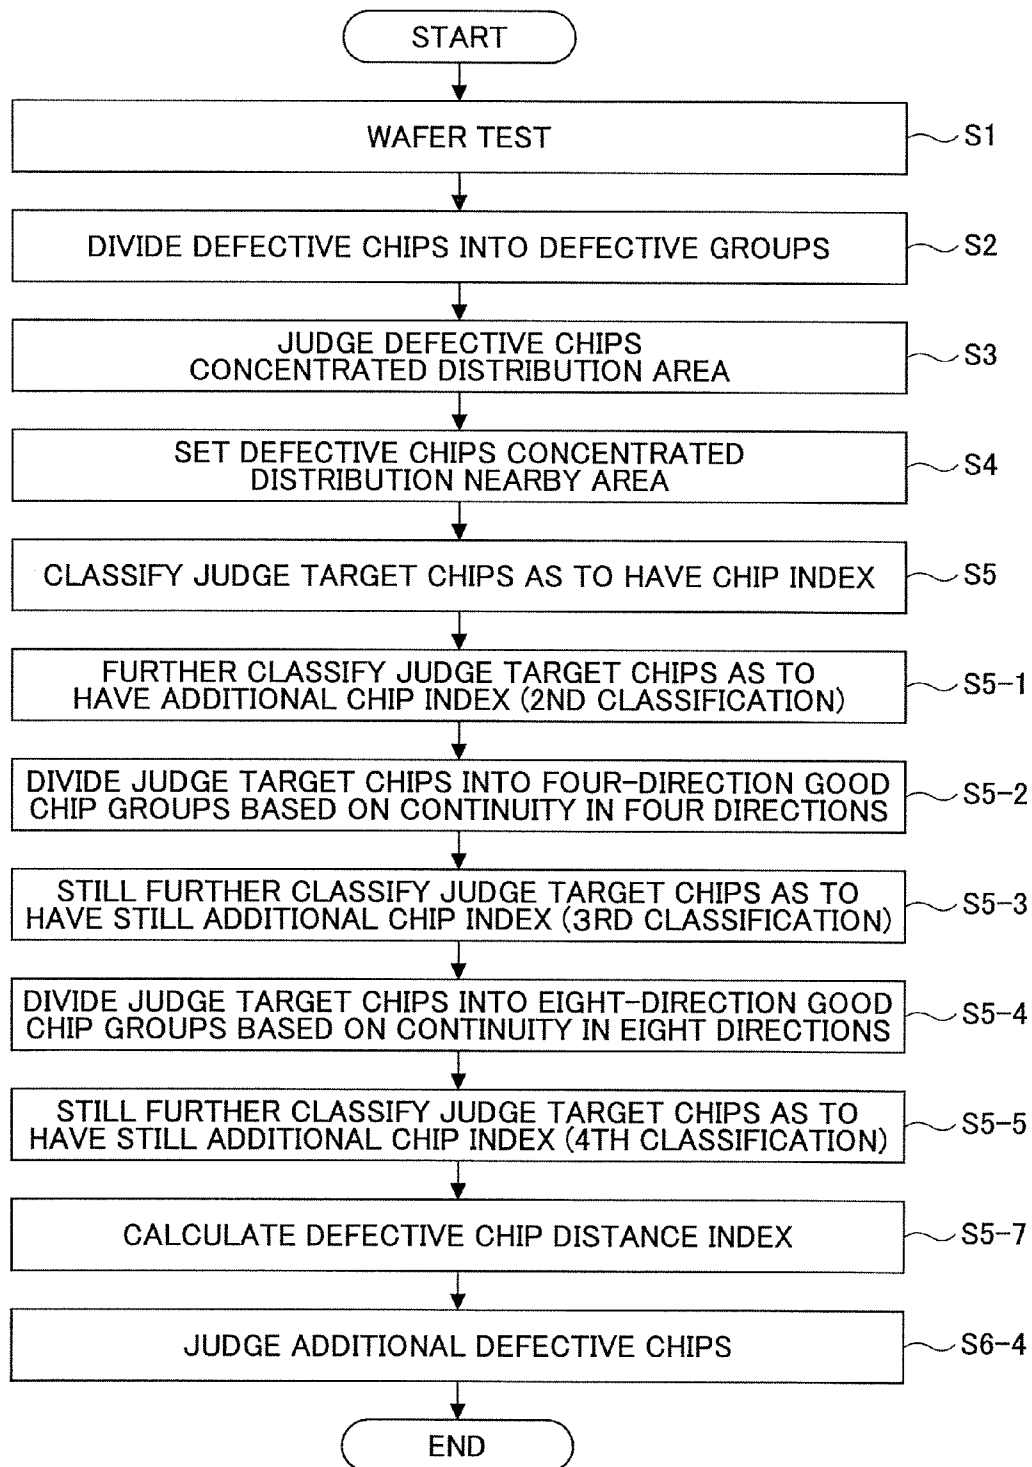 START
WAFER TEST
S1
DIVIDE DEFECTIVE CHIPS INTO DEFECTIVE GROUPS
S2
JUDGE DEFECTIVE CHIPS
CONCENTRATED DISTRIBUTION AREA
S3
SET DEFECTIVE CHIPS CONCENTRATED
DISTRIBUTION NEARBY AREA
S4
CLASSIFY JUDGE TARGET CHIPS AS TO HAVE CHIP INDEX
S5
FURTHER CLASSIFY JUDGE TARGET CHIPS AS TO
HAVE ADDITIONAL CHIP INDEX (2ND CLASSIFICATION)
S5-1
DIVIDE JUDGE TARGET CHIPS INTO FOUR-DIRECTION GOOD
CHIP GROUPS BASED ON CONTINUITY IN FOUR DIRECTIONS
S5-2
STILL FURTHER CLASSIFY JUDGE TARGET CHIPS AS TO
HAVE STILL ADDITIONAL CHIP INDEX (3RD CLASSIFICATION)
S5-3
DIVIDE JUDGE TARGET CHIPS INTO EIGHT-DIRECTION GOOD
CHIP GROUPS BASED ON CONTINUITY IN EIGHT DIRECTIONS
S5-4
STILL FURTHER CLASSIFY JUDGE TARGET CHIPS AS TO
HAVE STILL ADDITIONAL CHIP INDEX (4TH CLASSIFICATION)
S5-5
CALCULATE DEFECTIVE CHIP DISTANCE INDEX
S5-7
JUDGE ADDITIONAL DEFECTIVE CHIPS
S6-4
END